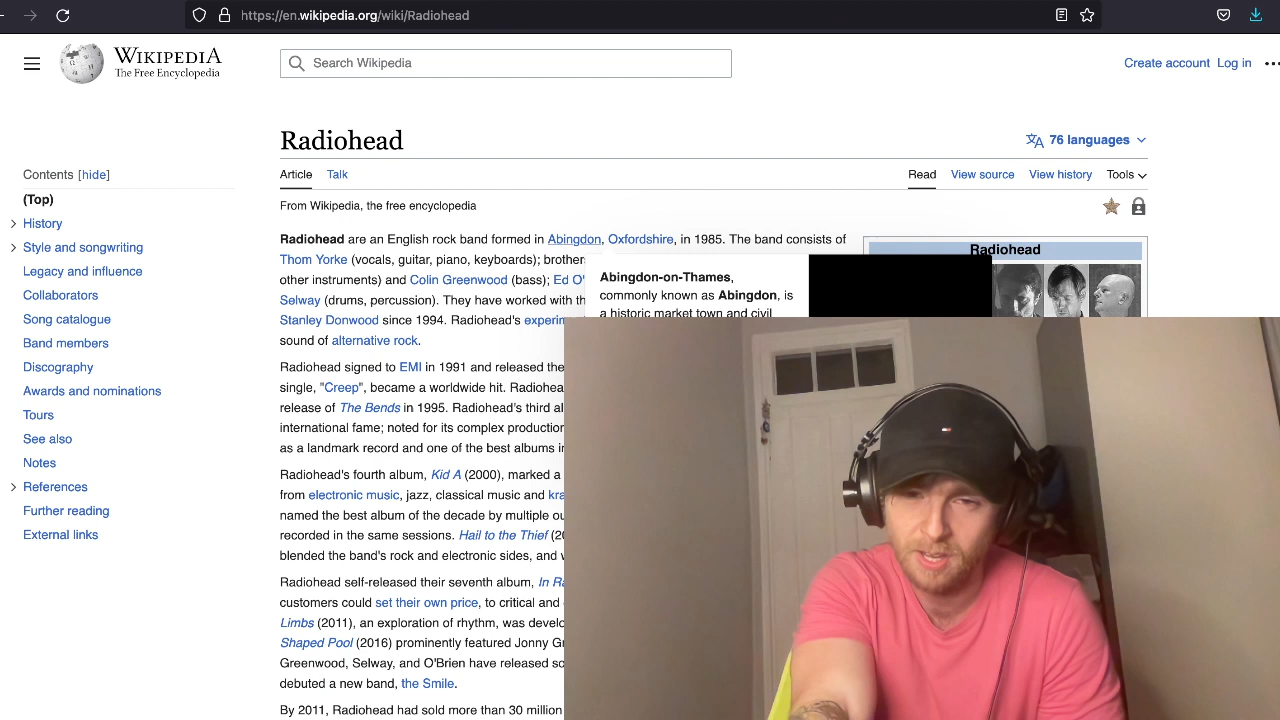 https://en.wikipedia.org/wiki/Radiohead
WIKIPEDIA
The Free Encyclopedia
Search Wikipedia
Create account Log in
Radiohead
76 languages
Contents [hide]
(Top)
History
Style and songwriting
Legacy and influence
Collaborators
Song catalogue
Band members
Discography
Awards and nominations
Tours
See also
Notes
References
Further reading
External links
Article Talk
Read View source View history Tools
From Wikipedia, the free encyclopedia
Radiohead are an English rock band formed in Abingdon, Oxfordshire, in 1985. The band consists of
Thom Yorke (vocals, guitar, piano, keyboards); brothers
other instruments) and Colin Greenwood (bass); Ed O'
Selway (drums, percussion). They have worked with th
Stanley Donwood since 1994. Radiohead's experim
sound of alternative rock.
Radiohead signed to EMI in 1991 and released the
single, "Creep", became a worldwide hit. Radiohea
release of The Bends in 1995. Radiohead's third al
international fame; noted for its complex production
as a landmark record and one of the best albums i
Radiohead's fourth album, Kid A (2000), marked a
from electronic music, jazz, classical music and kra
named the best album of the decade by multiple ou
recorded in the same sessions. Hail to the Thief (20
blended the band's rock and electronic sides, and w
Radiohead self-released their seventh album, In Ra
customers could set their own price, to critical and
Limbs (2011), an exploration of rhythm, was develo
Shaped Pool (2016) prominently featured Jonny Gr
Greenwood, Selway, and O'Brien have released so
debuted a new band, the Smile.
By 2011, Radiohead had sold more than 30 million
Abingdon-on-Thames,
commonly known as Abingdon, is
a historic market town and civil
Radiohead